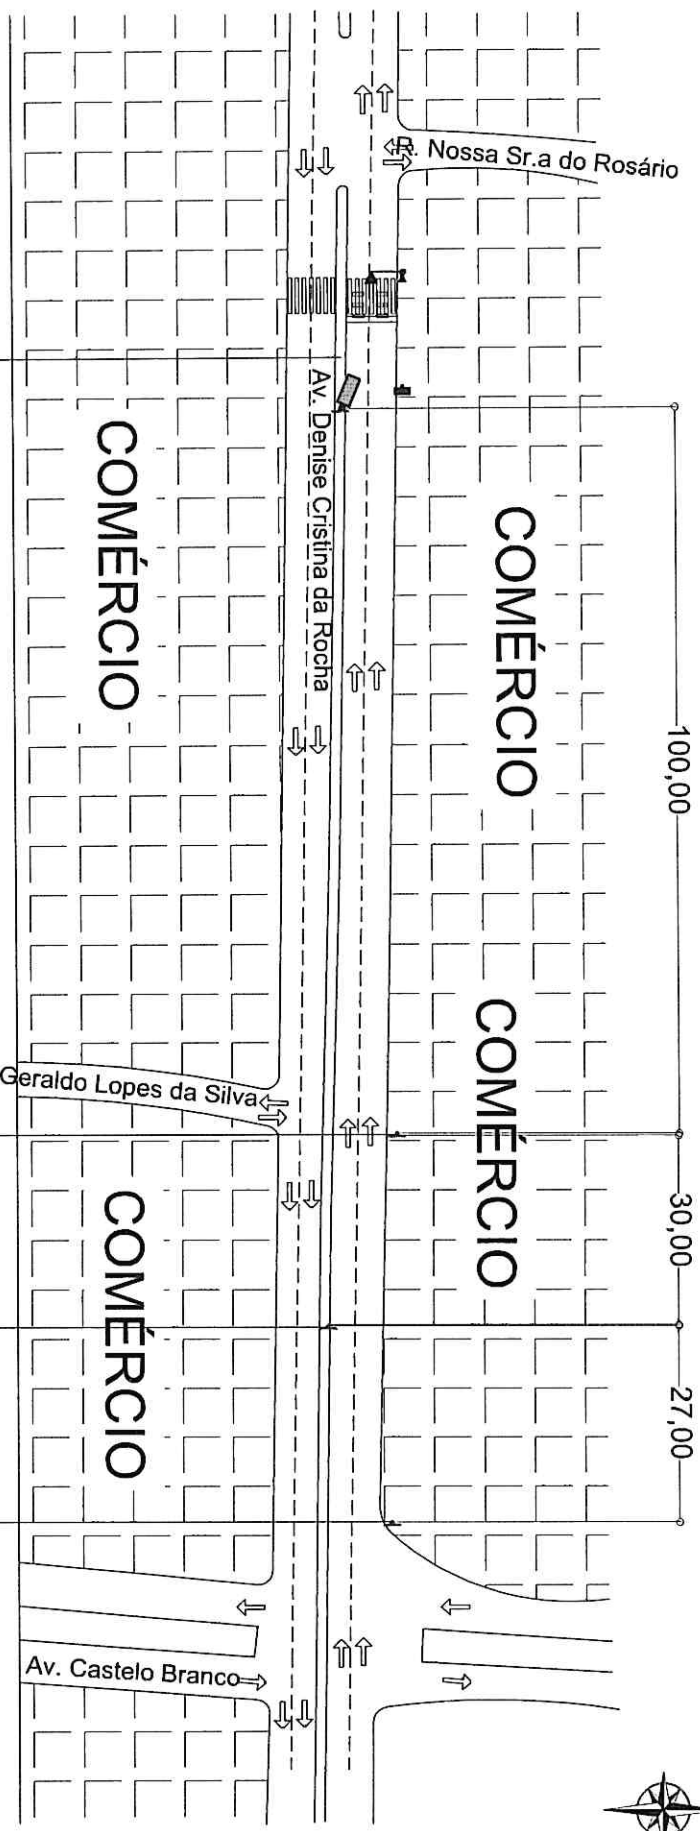 R. Nossa Sr.a do Rosário
Av. Denise Cristina da Rocha
COMÉRCIO
COMÉRCIO
100,00
COMÉRCIO
Geraldo Lopes da Silva
30,00
COMÉRCIO
27,00
Av. Castelo Branco